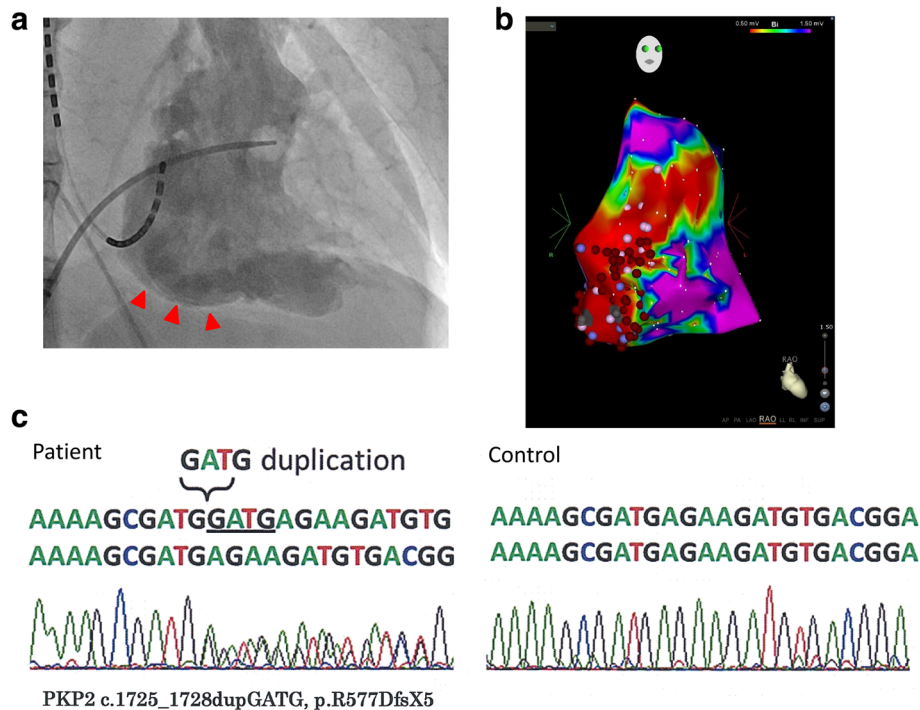 a
b
0.50 mV Bi 1.50 mV
R
L
1.50
RAO
AP PA LAO RAO LL RL INF SUP
c
Patient
GATG duplication
AAAAGCGATGGATGAGAAGATGTG
AAAAGCGATGAGAAGATGTGACGG
Control
AAAAGCGATGAGAAGATGTGACGGA
AAAAGCGATGAGAAGATGTGACGGA
PKP2 c.1725_1728dupGATG, p.R577DfsX5